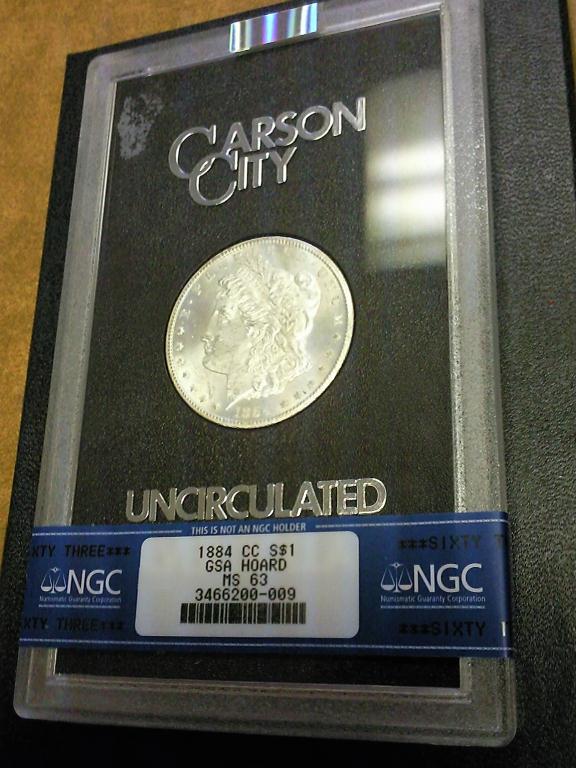 CARSON
CITY
UNCIRCULATED
THIS IS NOT AN NGC HOLDER
XTY THREE***
***SIXTY T
1884 CC S$1
GSA HOARD
MS 63
3466200-009
NGC
Numismatic Guaranty Corporation
NGC
Numismatic Guaranty Corporation
XTY THREE***
***SIXTY